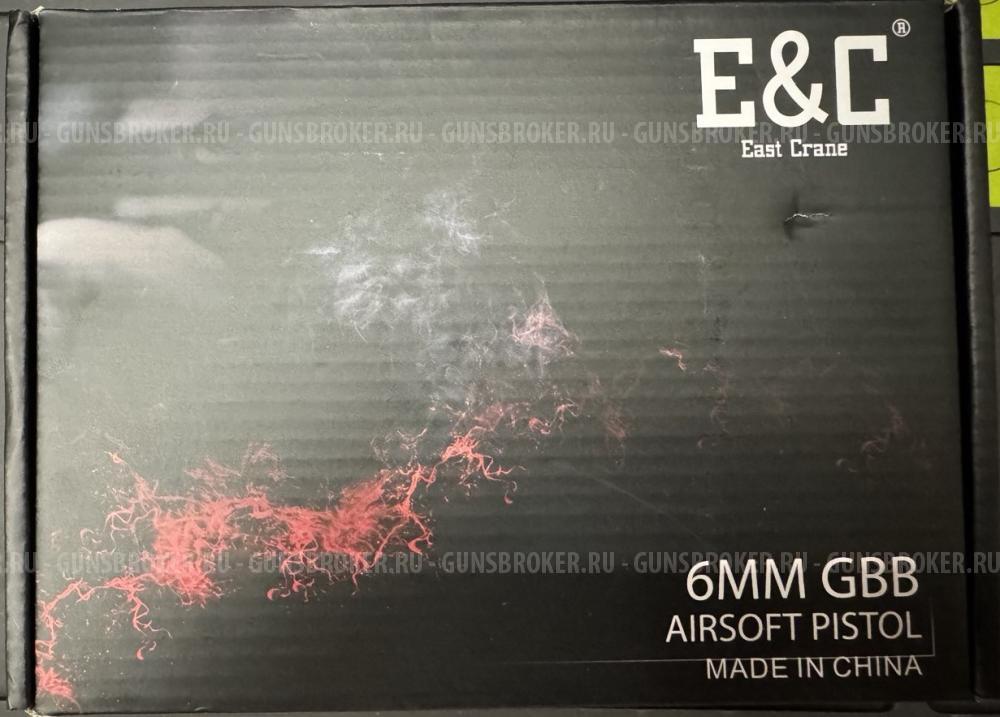 E&C®
East Crane
.RU - GUNSBROKER.RU - GUNSBROKER.RU - GUNSBROKER.RU - GUNSBROKER.RU - GUNSBROKER
.RU - GUNSBROKER.RU - GUNSBROKER.RU - GUNSBROKER.RU - GUNSBROKER.RU - GUNSBROKER
6MM GBB
AIRSOFT PISTOL
MADE IN CHINA